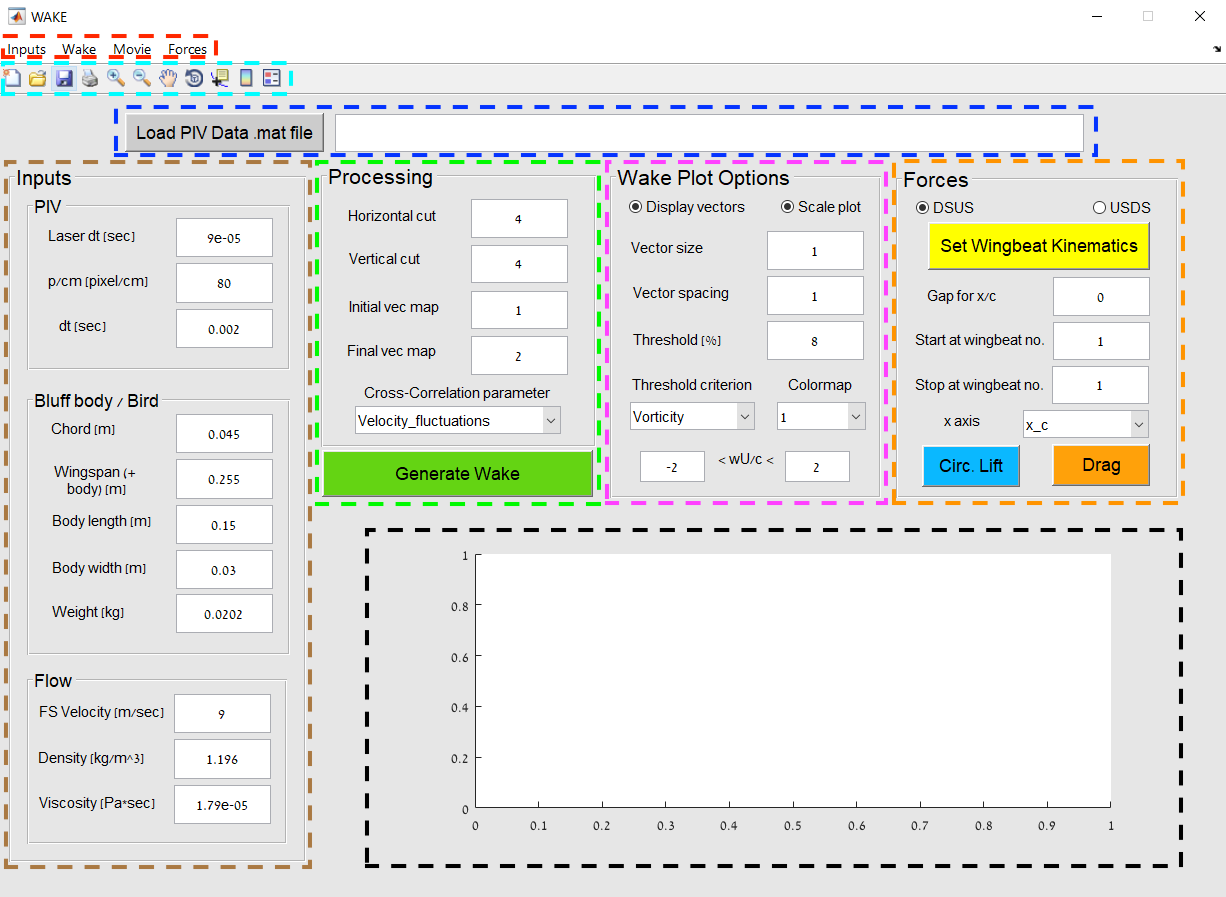 WAKE
Inputs Wake Movie Forces
Load PIV Data .mat file
Inputs
PIV
Laser dt [sec] 9e-05
p/cm [pixel/cm] 80
dt [sec] 0.002
Bluff body / Bird
Chord [m] 0.045
Wingspan (+
body) [m] 0.255
Body length [m] 0.15
Body width [m] 0.03
Weight [kg] 0.0202
Flow
FS Velocity [m/sec] 9
Density [kg/m^3] 1.196
Viscosity [Pa*sec] 1.79e-05
Processing
Horizontal cut 4
Vertical cut 4
Initial vec map 1
Final vec map 2
Cross-Correlation parameter
Velocity_fluctuations
Generate Wake
Wake Plot Options
Display vectors Scale plot
Vector size 1
Vector spacing 1
Threshold [%] 8
Threshold criterion Colormap
Vorticity 1
-2 < wU/c < 2
Forces
DSUS USDS
Set Wingbeat Kinematics
Gap for x/c 0
Start at wingbeat no. 1
Stop at wingbeat no. 1
x axis x_c
Circ. Lift Drag
1
0.8
0.6
0.4
0.2
0
0 0.1 0.2 0.3 0.4 0.5 0.6 0.7 0.8 0.9 1